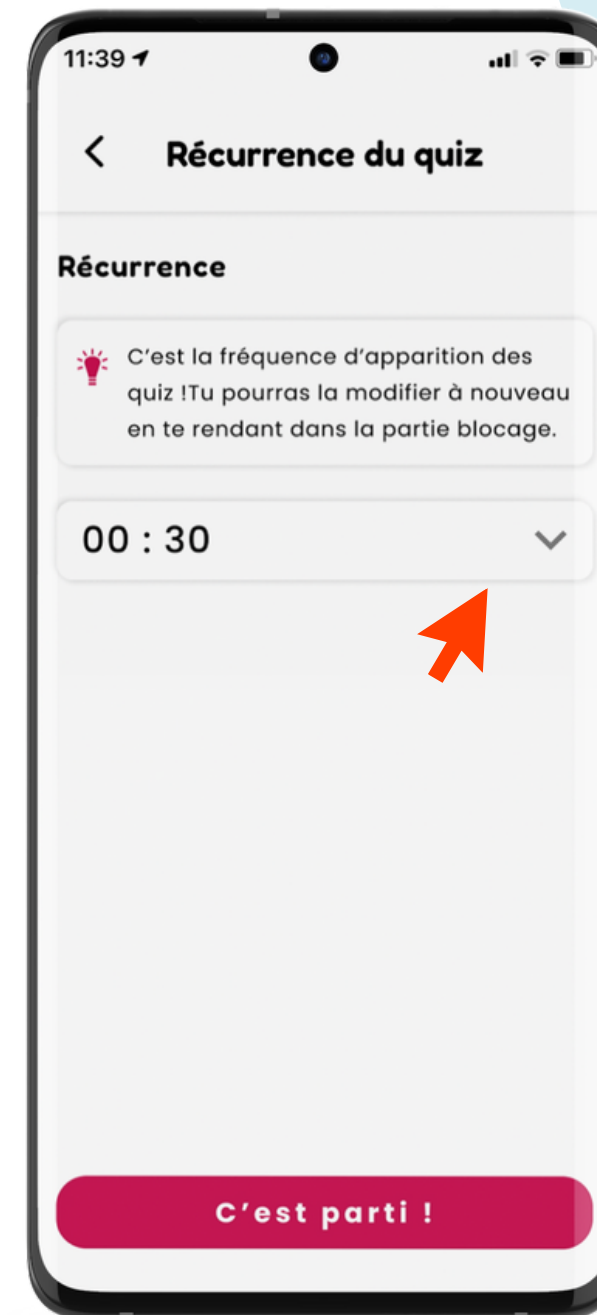 11:39
Récurrence du quiz
Récurrence
C’est la fréquence d’apparition des
quiz !Tu pourras la modifier à nouveau
en te rendant dans la partie blocage.
00 : 30
C’est parti !